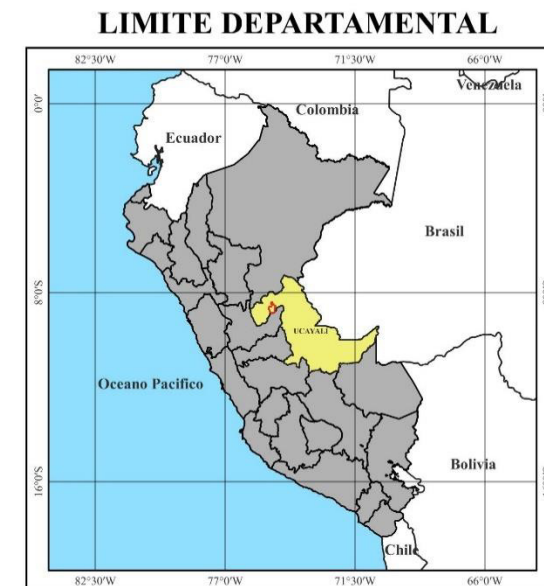 LIMITE DEPARTAMENTAL
82°30'W 77°0'W 71°30'W 66°0'W
Venezuela
0°0'
Colombia
Ecuador
Brasil
8°0'S
UCAYALI
Oceano Pacifico
Bolivia
16°0'S
Chile
82°30'W 77°0'W 71°30'W 66°0'W